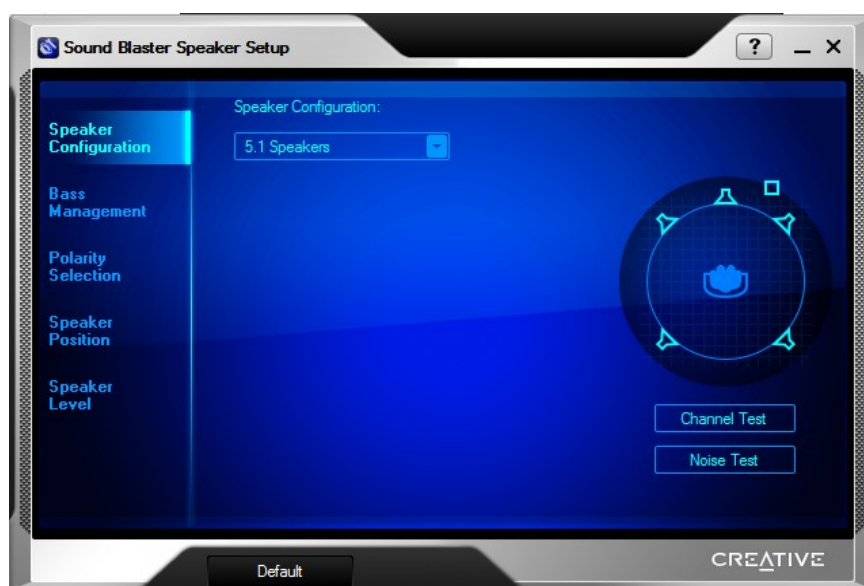 Sound Blaster Speaker Setup
?
Speaker Configuration:
5.1 Speakers
Speaker
Configuration
Bass
Management
Polarity
Selection
Speaker
Position
Speaker
Level
Channel Test
Noise Test
Default
CREATIVE